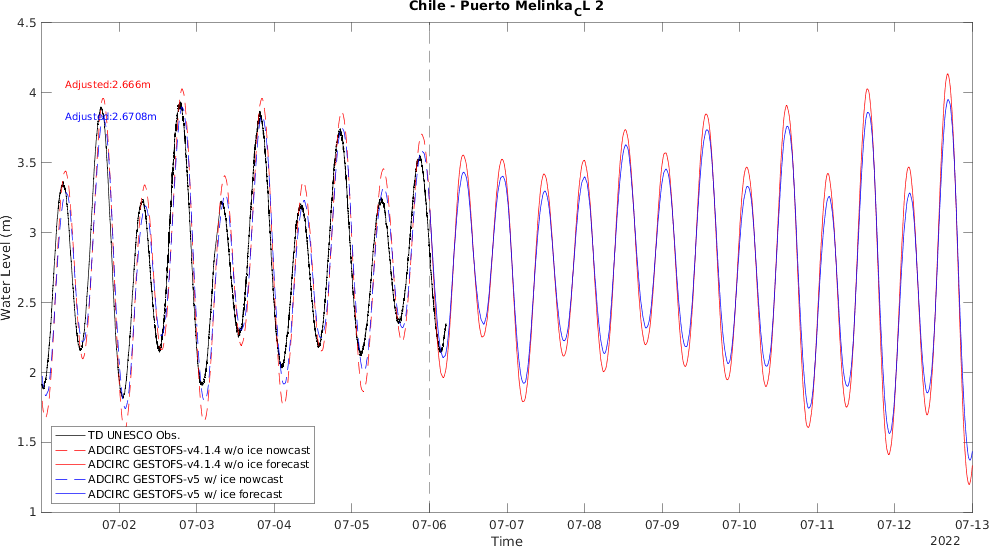 Chile - Puerto Melinka_CL 2
4.5
4
3.5
3
2.5
2
1.5
1
Water Level (m)
Adjusted:2.666m
Adjusted:2.6708m
TD UNESCO Obs.
ADCIRC GESTOFS-v4.1.4 w/o ice nowcast
ADCIRC GESTOFS-v4.1.4 w/o ice forecast
ADCIRC GESTOFS-v5 w/ ice nowcast
ADCIRC GESTOFS-v5 w/ ice forecast
07-02 07-03 07-04 07-05 07-06 07-07 07-08 07-09 07-10 07-11 07-12 07-13
Time
2022